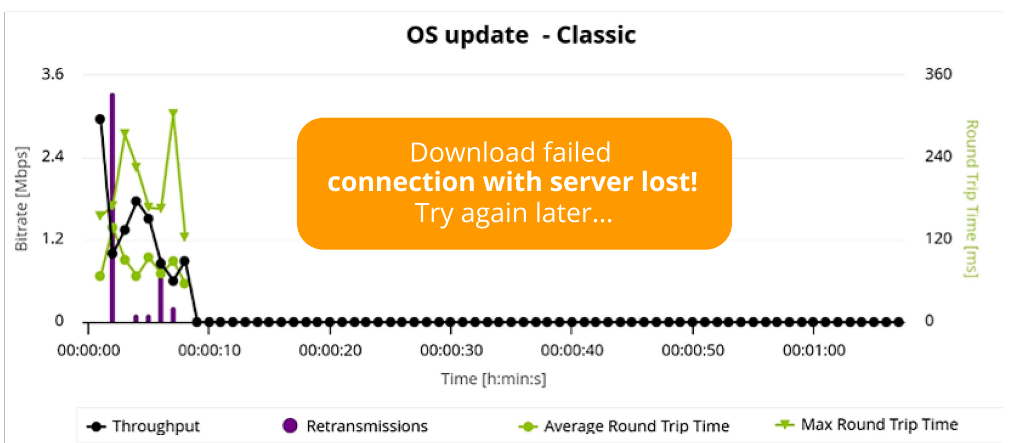 OS update - Classic
3.6
2.4
1.2
0
Bitrate [Mbps]
360
240
120
0
Round Trip Time [ms]
Download failed
connection with server lost!
Try again later...
00:00:00 00:00:10 00:00:20 00:00:30 00:00:40 00:00:50 00:01:00
Time [h:min:s]
Throughput Retransmissions Average Round Trip Time Max Round Trip Time